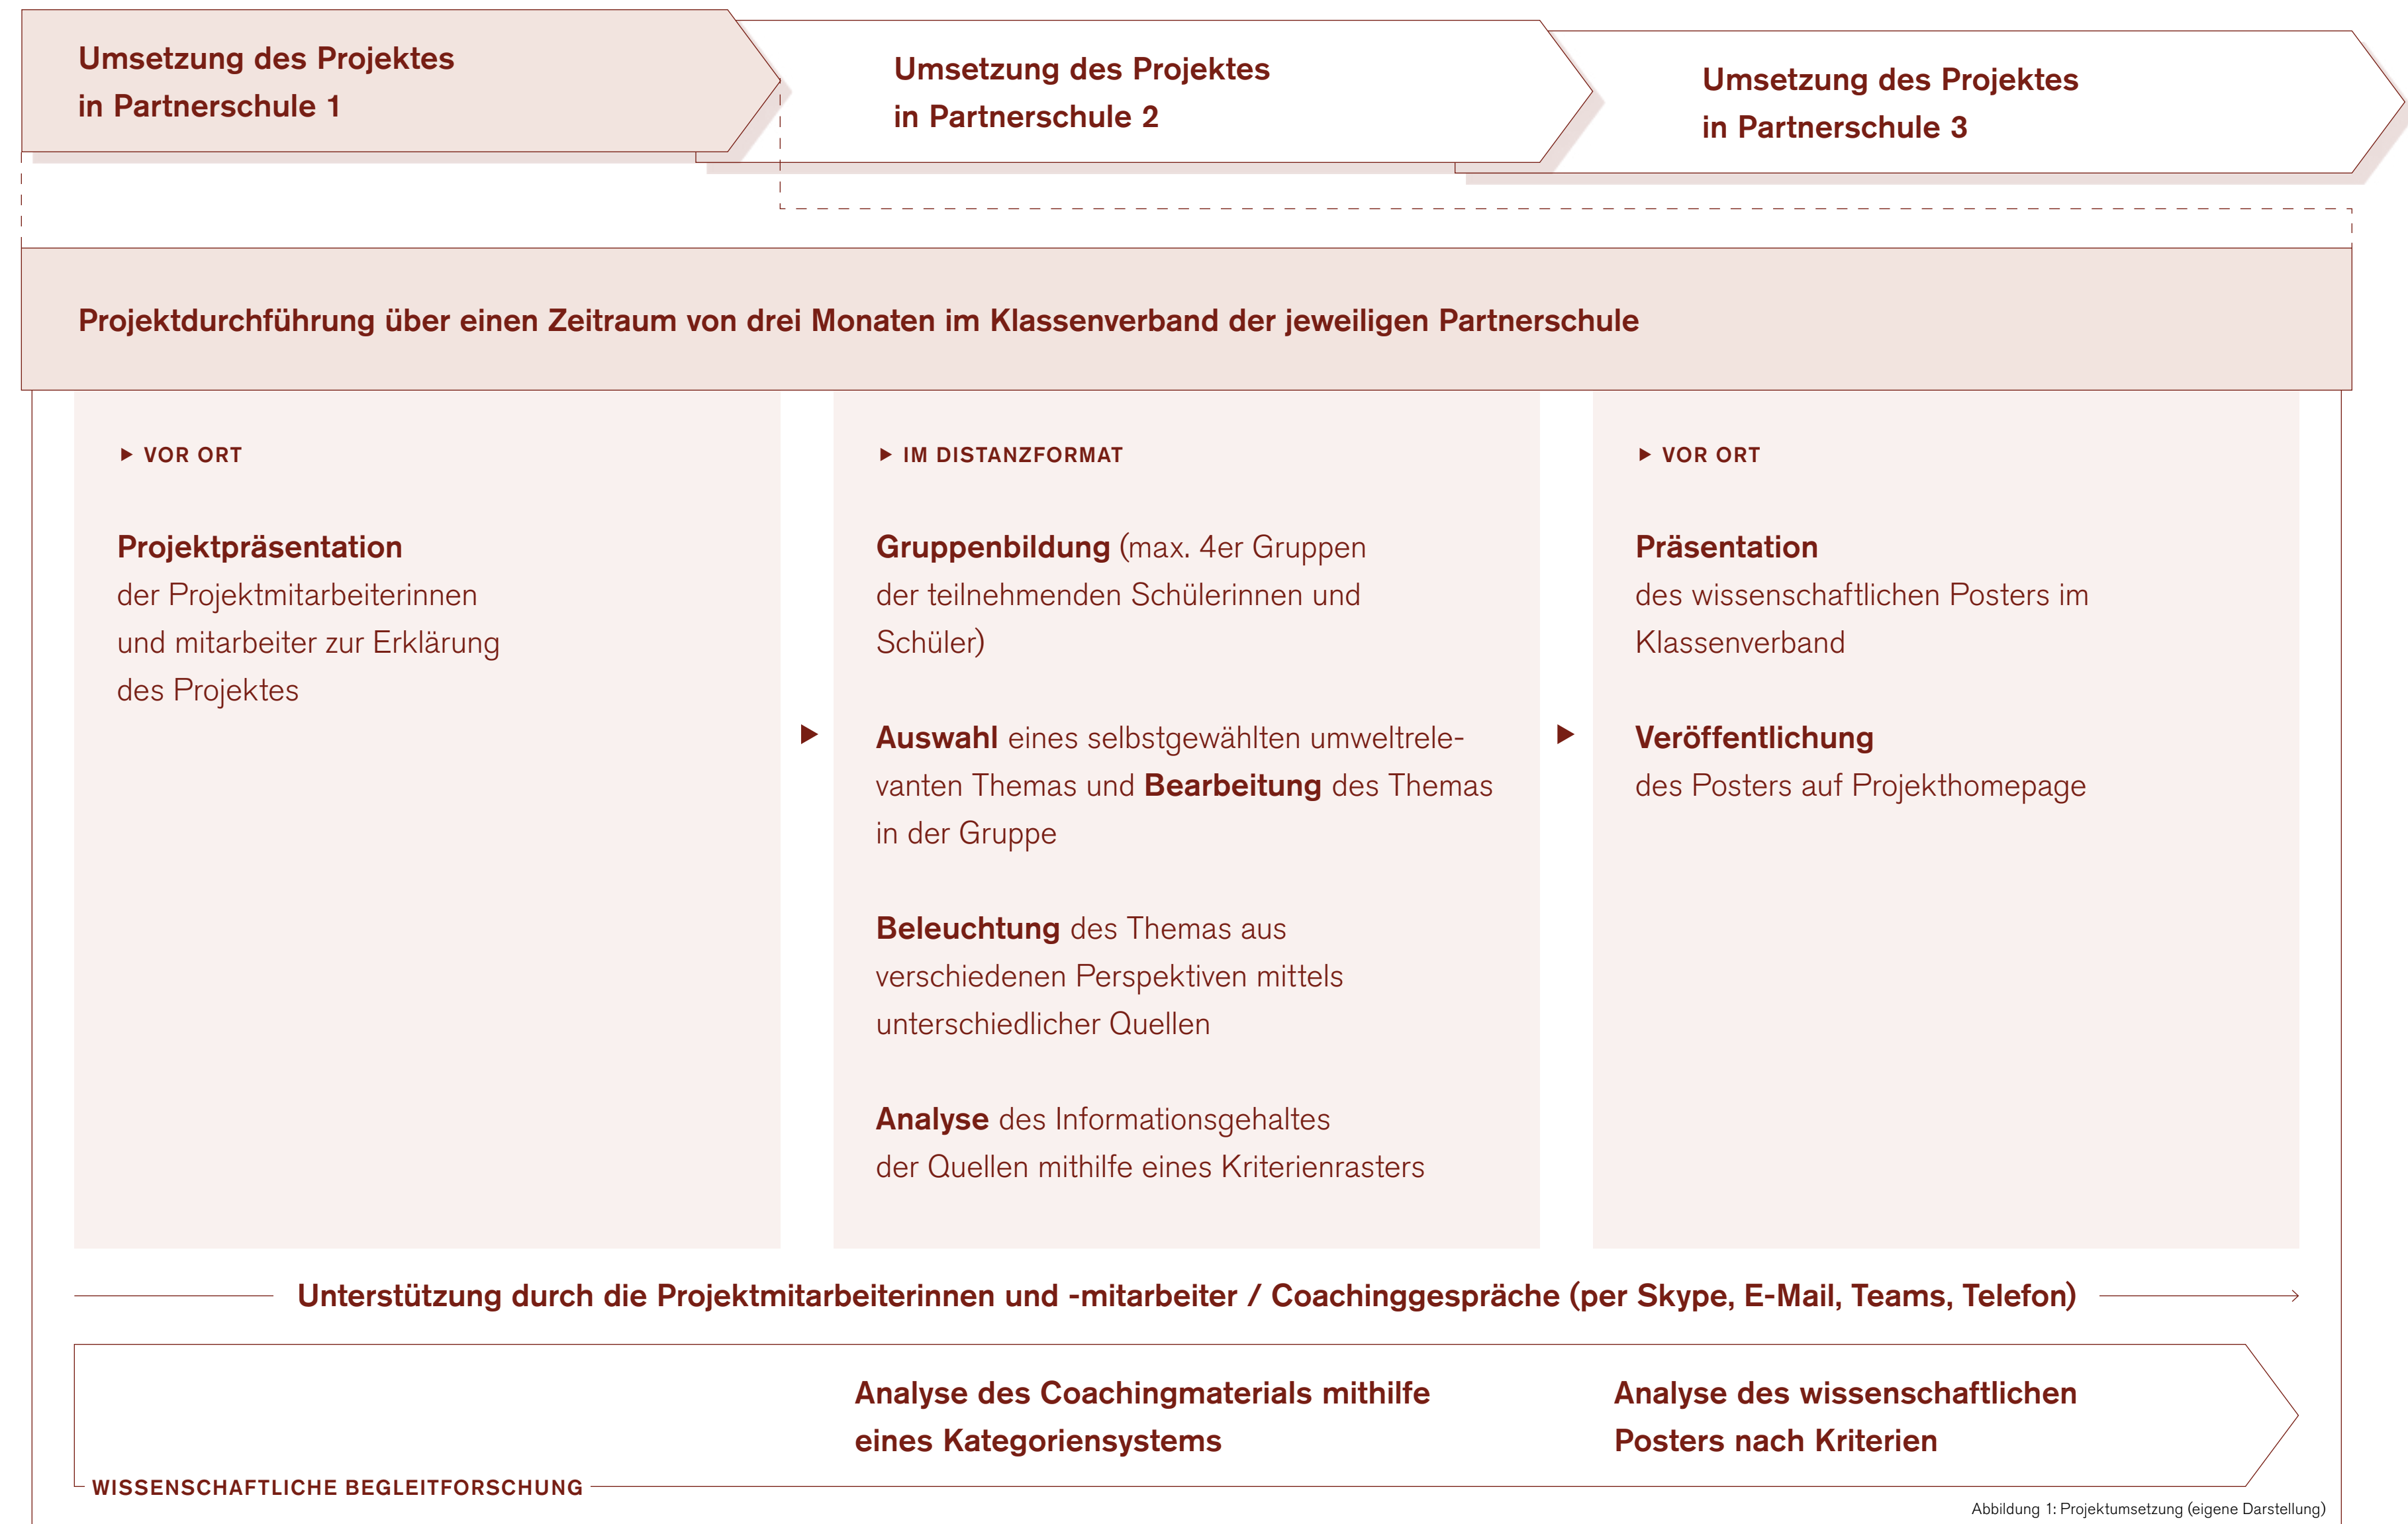 Umsetzung des Projektes
in Partnerschule 1
Umsetzung des Projektes
in Partnerschule 2
Umsetzung des Projektes
in Partnerschule 3
Projektdurchführung über einen Zeitraum von drei Monaten im Klassenverband der jeweiligen Partnerschule
VOR ORT
Projektpräsentation
der Projektmitarbeiterinnen
und mitarbeiter zur Erklärung
des Projektes
IM DISTANZFORMAT
Gruppenbildung (max. 4er Gruppen
der teilnehmenden Schülerinnen und
Schüler)
Auswahl eines selbstgewählten umweltrele-
vanten Themas und Bearbeitung des Themas
in der Gruppe
Beleuchtung des Themas aus
verschiedenen Perspektiven mittels
unterschiedlicher Quellen
Analyse des Informationsgehaltes
der Quellen mithilfe eines Kriterienrasters
VOR ORT
Präsentation
des wissenschaftlichen Posters im
Klassenverband
Veröffentlichung
des Posters auf Projekthomepage
Unterstützung durch die Projektmitarbeiterinnen und -mitarbeiter / Coachinggespräche (per Skype, E-Mail, Teams, Telefon)
Analyse des Coachingmaterials mithilfe
eines Kategoriensystems
Analyse des wissenschaftlichen
Posters nach Kriterien
WISSENSCHAFTLICHE BEGLEITFORSCHUNG
Abbildung 1: Projektumsetzung (eigene Darstellung)